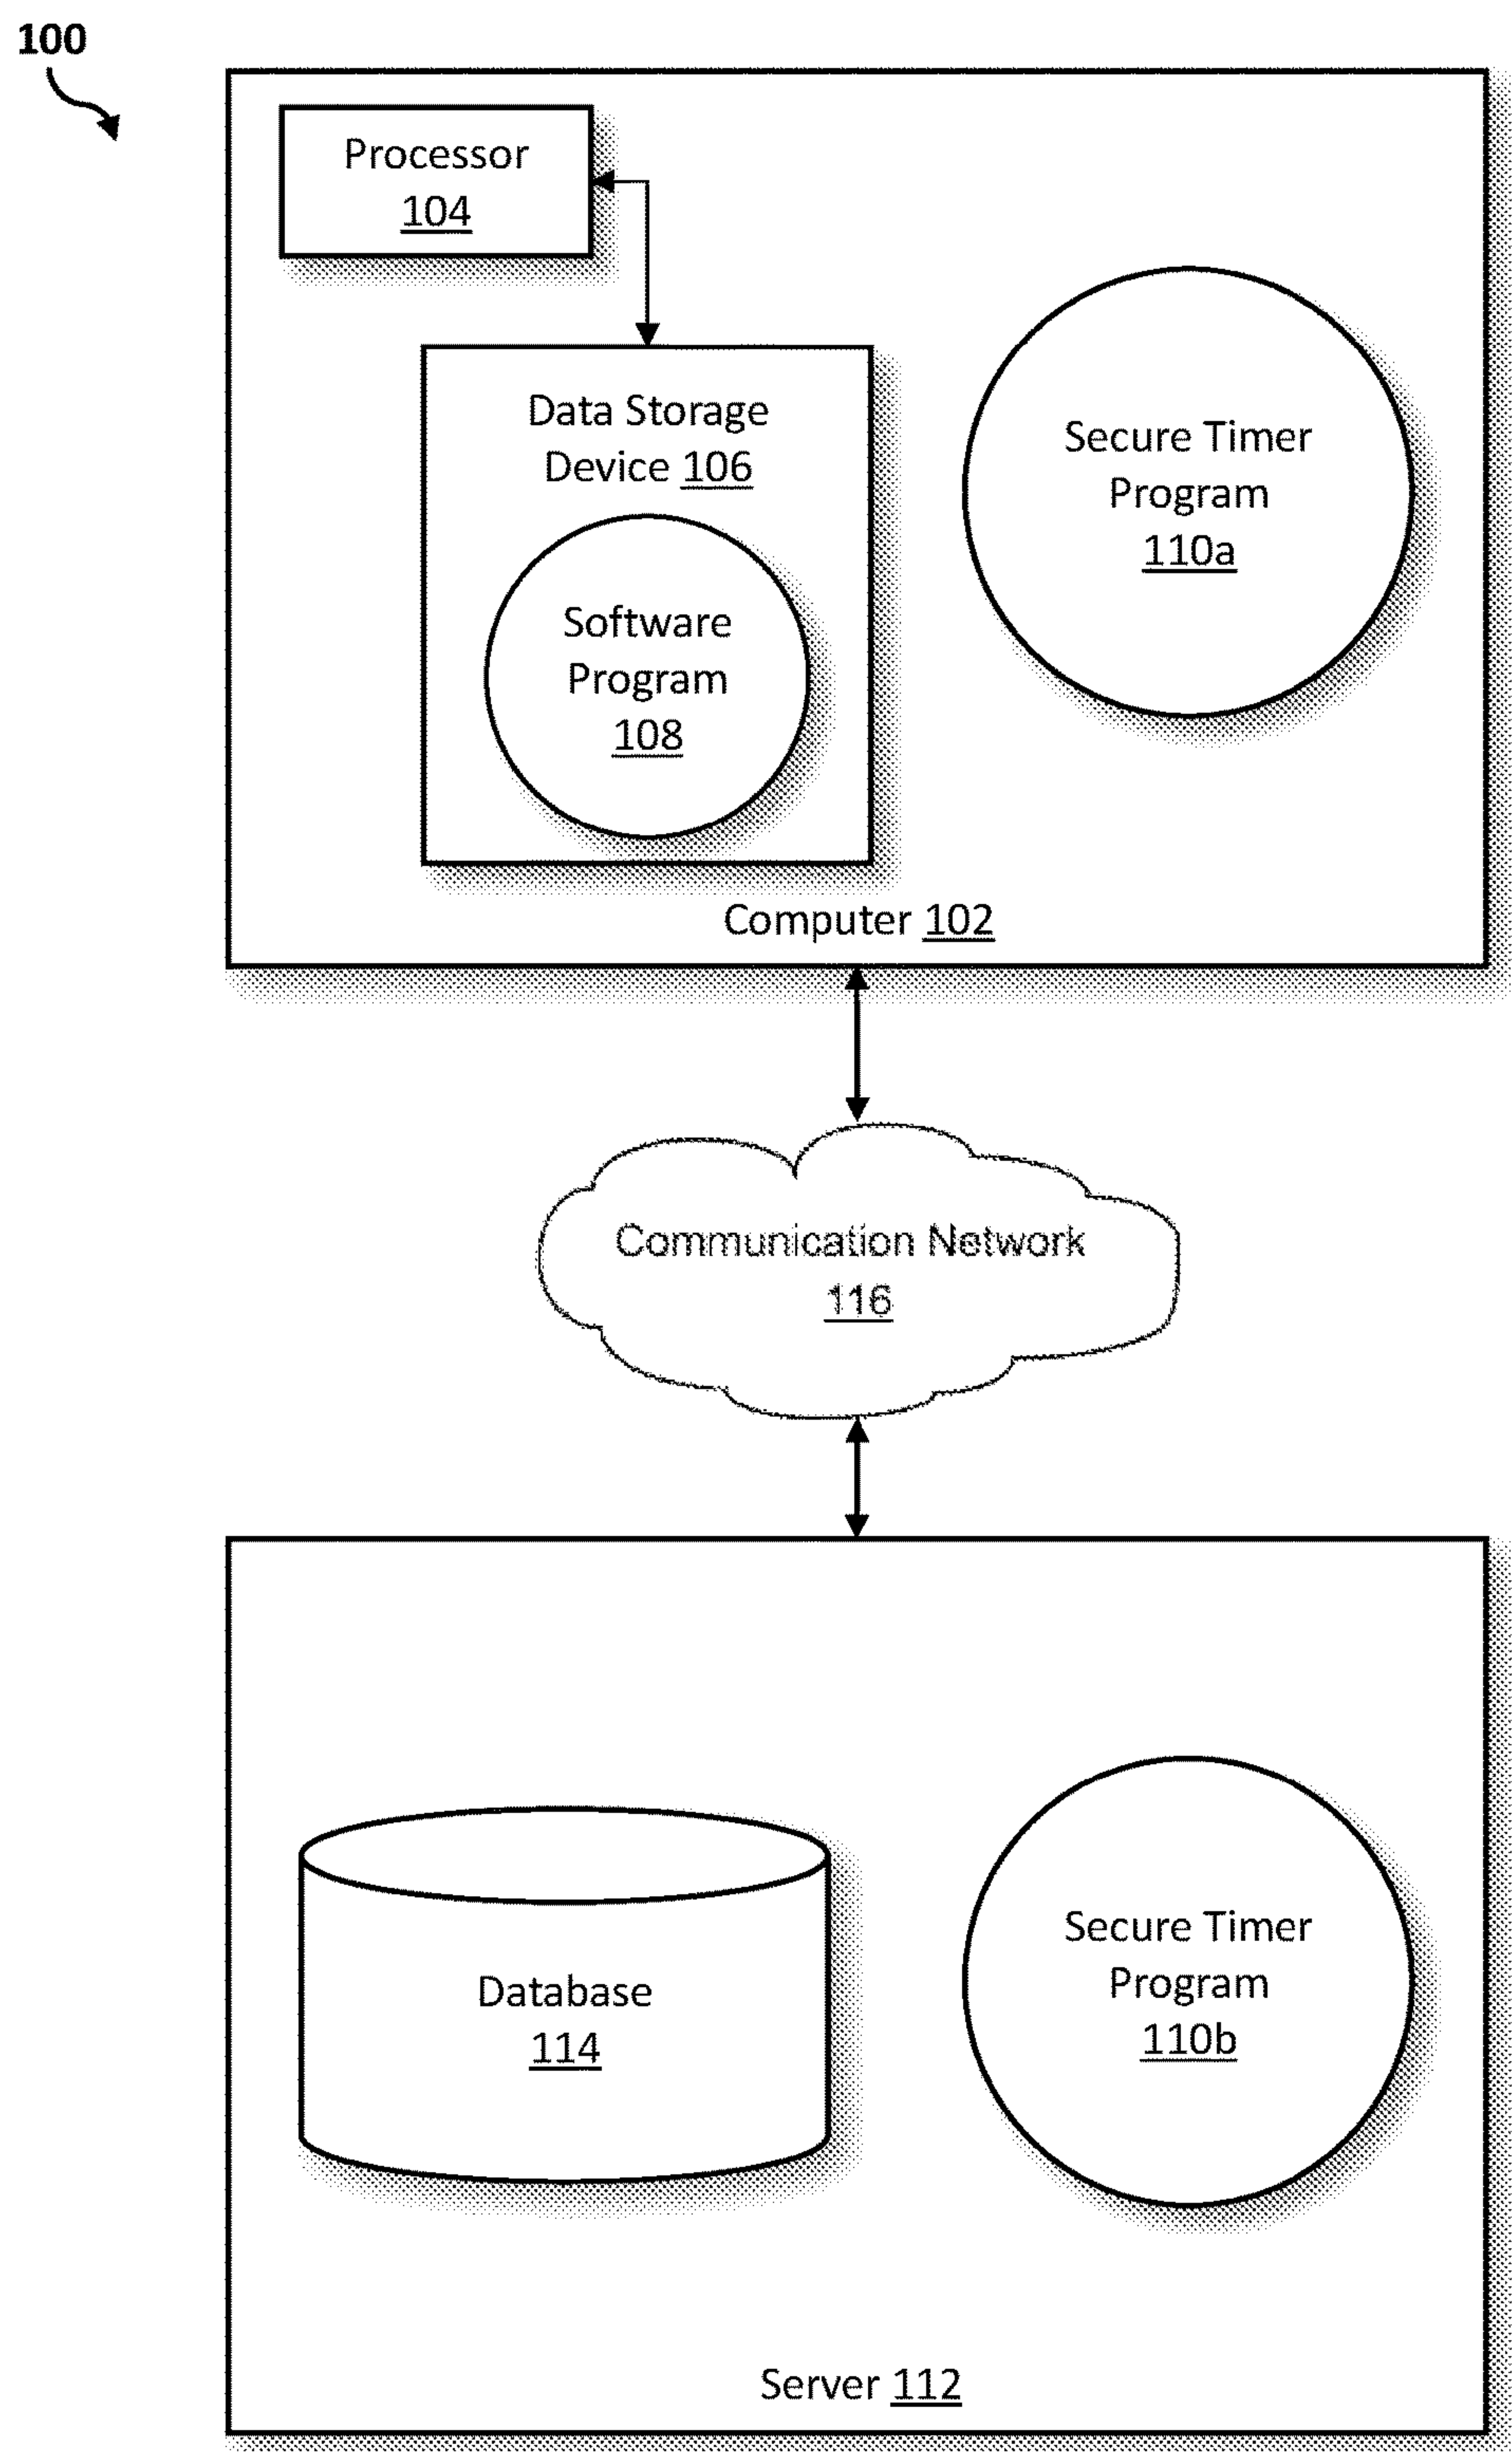 100
Processor
104
Data Storage
Device 106
Software
Program
108
Secure Timer
Program
110a
Computer 102
Communication Network
116
Database
114
Secure Timer
Program
110b
Server 112